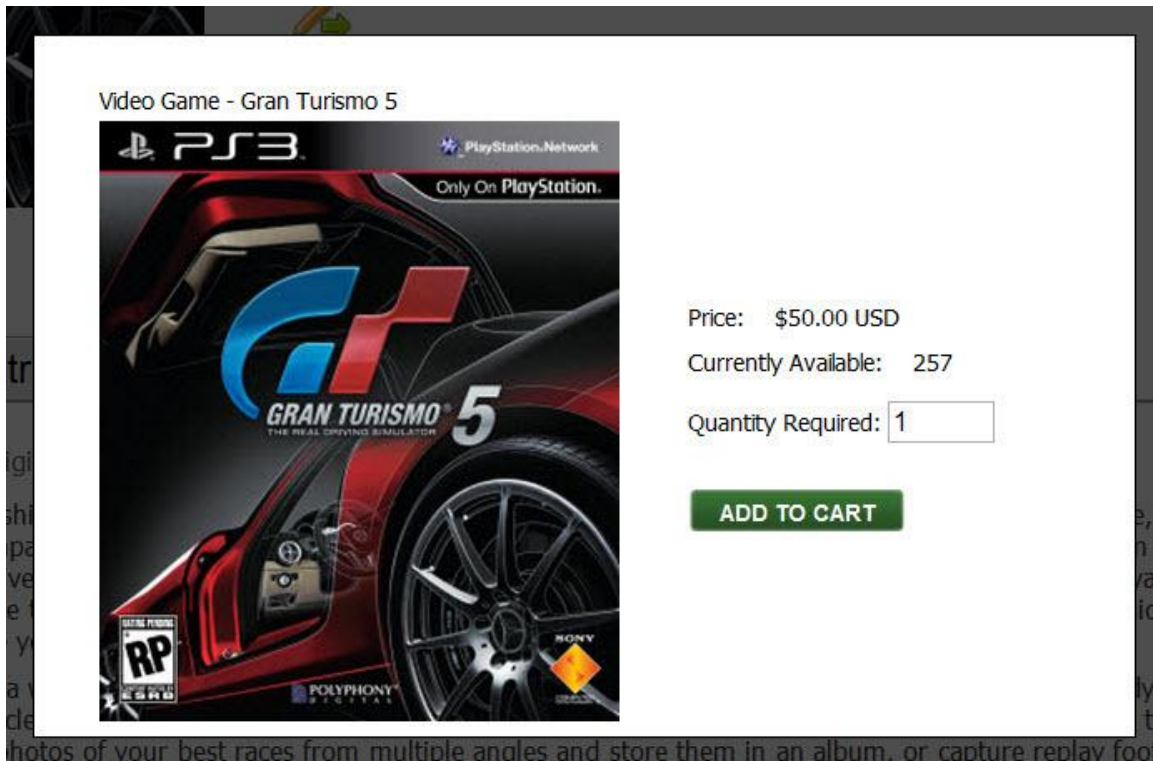 Video Game - Gran Turismo 5
PS3
PlayStation Network
Only On PlayStation
GRAN TURISMO 5
THE REAL DRIVING SIMULATOR
RATING PENDING
RP
ESRB
POLYPHONY
DIGITAL
SONY
COMPUTER
Price: $50.00 USD
Currently Available: 257
Quantity Required: 1
ADD TO CART
photos of your best races from multiple angles and store them in an album, or capture replay foo